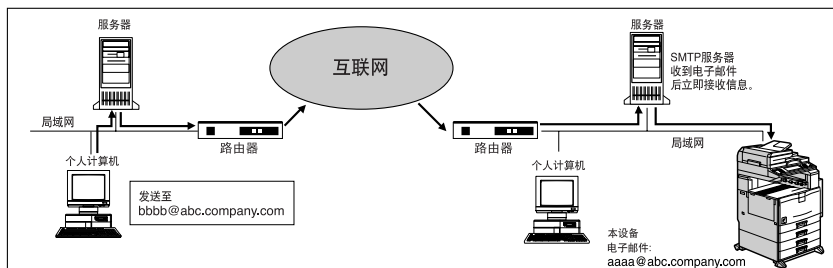 服务器
互联网
局域网
路由器
个人计算机
发送至
bbbb@abc.company.com
服务器
SMTP服务器
收到电子邮件
后立即接收信息。
路由器
局域网
个人计算机
本设备
电子邮件:
aaaa@abc.company.com